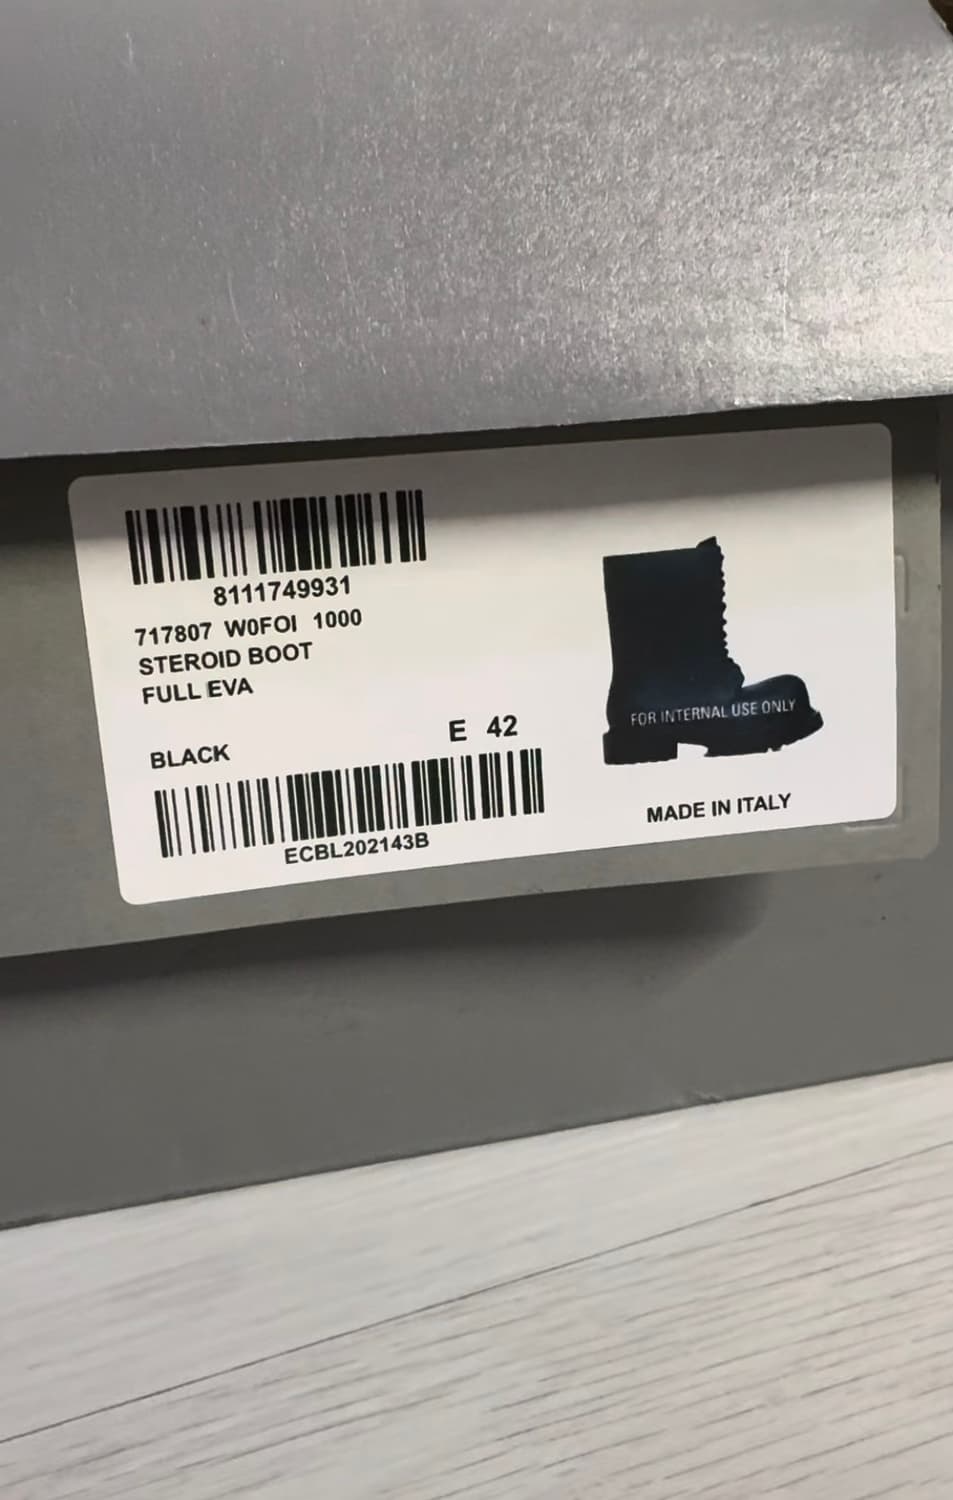 8111749931
717807 W0FOI 1000
STEROID BOOT
FULL EVA
BLACK
E 42
ECBL202143B
FOR INTERNAL USE ONLY
MADE IN ITALY